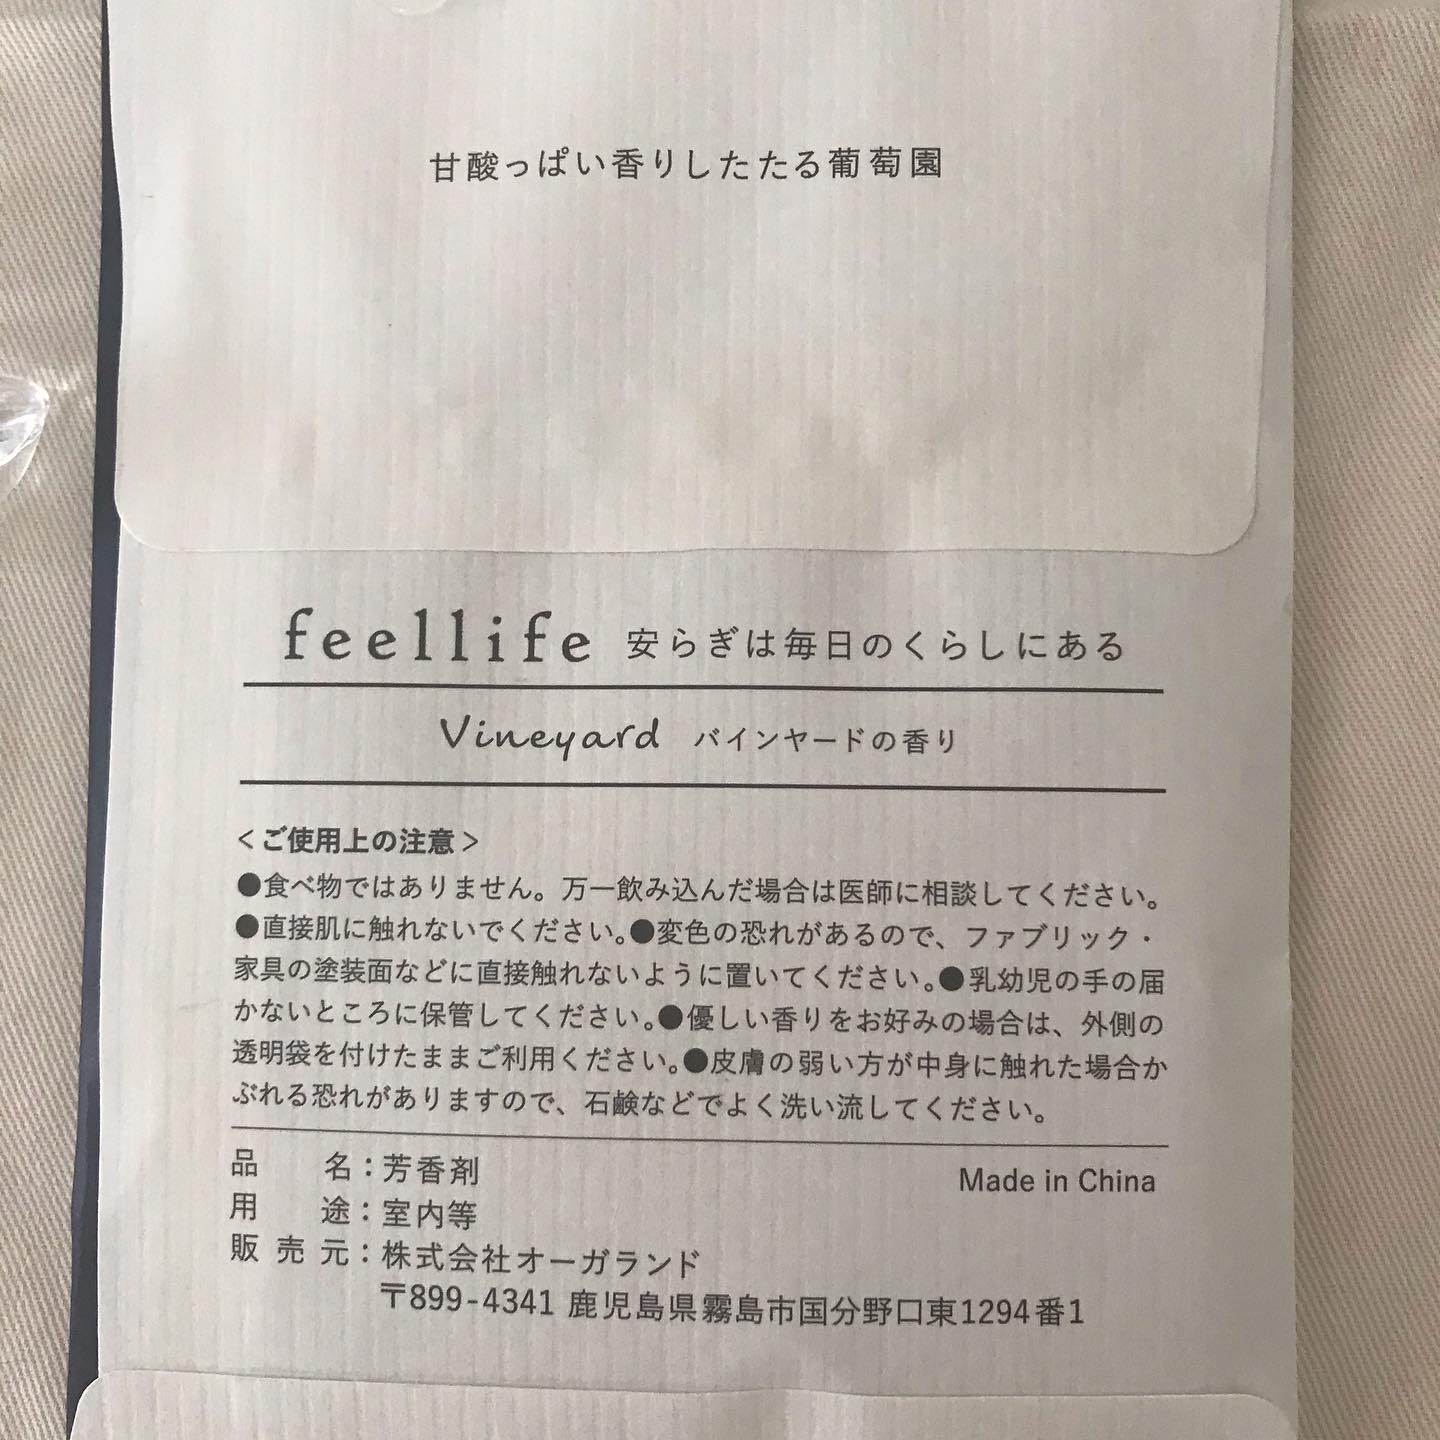 甘酸っぱい香りしたたる葡萄園
feellife 安らぎは毎日のくらしにある
Vineyard バインヤードの香り
＜ご使用上の注意＞
●食べ物ではありません。万一飲み込んだ場合は医師に相談してください。
●直接肌に触れないでください。●変色の恐れがあるので、ファブリック・
家具の塗装面などに直接触れないように置いてください。●乳幼児の手の届
かないところに保管してください。●優しい香りをお好みの場合は、外側の
透明袋を付けたままご利用ください。●皮膚の弱い方が中身に触れた場合か
ぶれる恐れがありますので、石鹸などでよく洗い流してください。
品名：芳香剤 Made in China
用途：室内等
販売元：株式会社オーガランド
〒899-4341 鹿児島県霧島市国分野口東1294番1